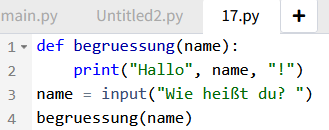 main.py Untitled2.py 17.py +
1 def begruessung(name):
2 print("Hallo", name, "!")
3 name = input("Wie heißt du? ")
4 begruessung(name)